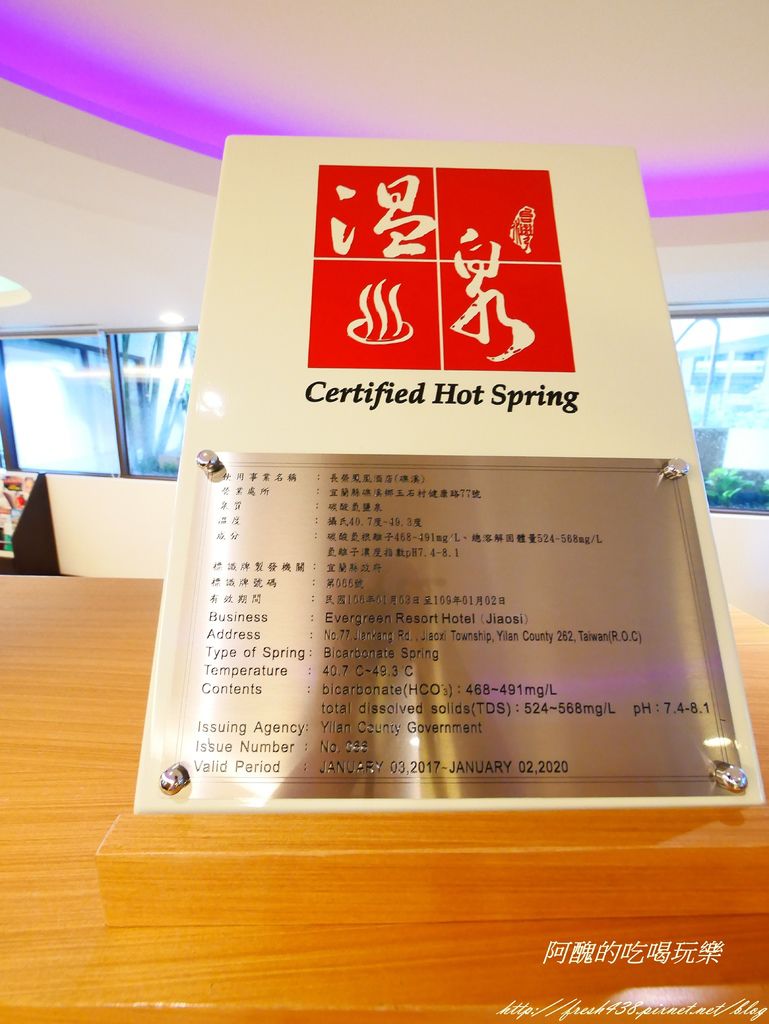 溫
泉
台灣
Certified Hot Spring
使用事業名稱：長榮鳳凰酒店(礁溪)
營業處所：宜蘭縣礁溪鄉玉石村健康路77號
泉質：碳酸氫鹽泉
溫度：攝氏40.7度~49.3度
成分：碳酸氫根離子468~491mg/L、總溶解固體量524~568mg/L
氫離子濃度指數pH7.4-8.1
標識牌製發機關：宜蘭縣政府
標識牌號碼：第066號
有效期間：民國106年01月03日至109年01月02日
Business : Evergreen Resort Hotel (Jiaosi)
Address : No.77 Jiankang Rd., Jiaoxi Township, Yilan County 262, Taiwan(R.O.C)
Type of Spring: Bicarbonate Spring
Temperature : 40.7 C~49.3 C
Contents : bicarbonate(HCO3): 468~491mg/L
total dissolved solids(TDS): 524~568mg/L pH: 7.4-8.1
Issuing Agency: Yilan County Government
Issue Number : No. 066
Valid Period : JANUARY 03,2017~JANUARY 02,2020
阿醜的吃喝玩樂
http://fresh438.pixnet.net/blog